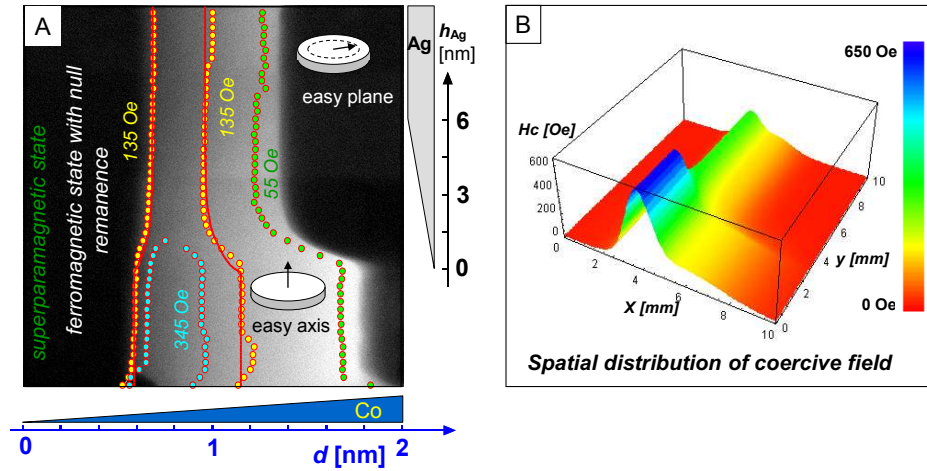 A
superparamagnetic state
ferromagnetic state with null
remanence
135 Oe
135 Oe
55 Oe
345 Oe
easy plane
easy axis
Ag
hAg
[nm]
6
3
0
Co
0
1
2
d [nm]
B
650 Oe
0 Oe
Hc [Oe]
600
400
200
0
0
2
4
6
8
10
X [mm]
0
2
4
6
8
10
y [mm]
Spatial distribution of coercive field